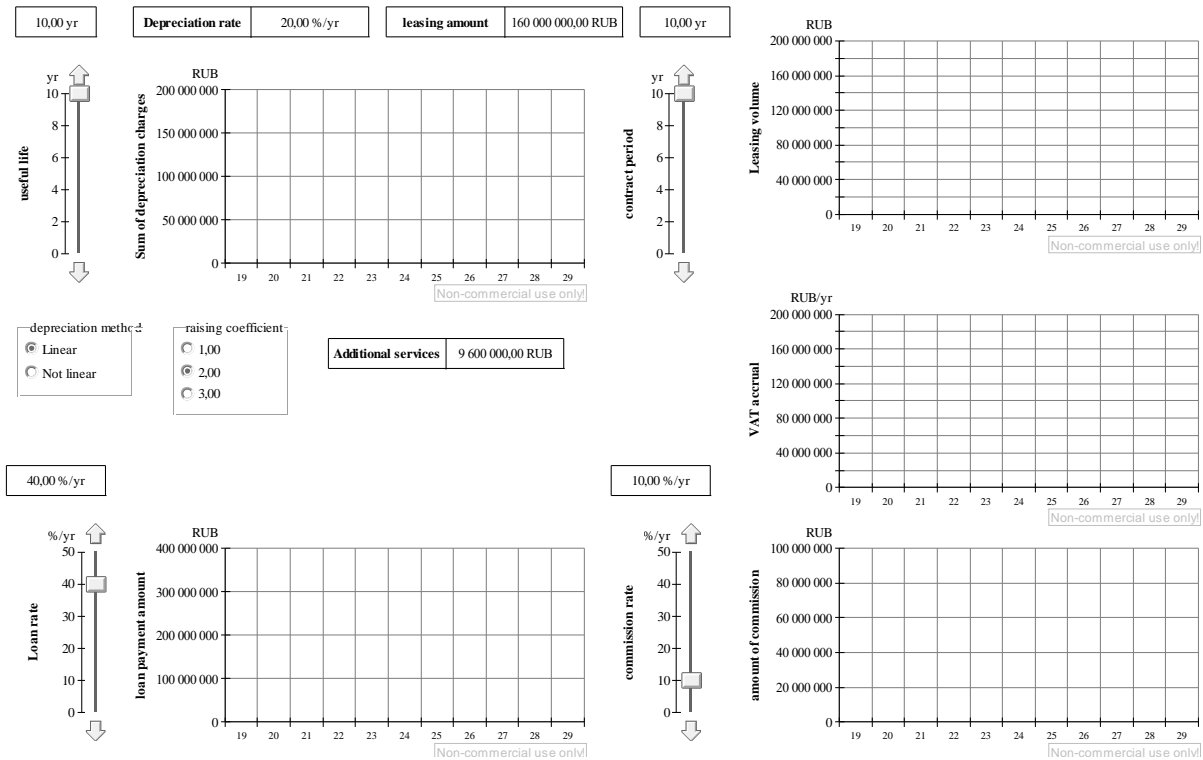 10,00 yr
Depreciation rate 20,00 %/yr
leasing amount 160 000 000,00 RUB
10,00 yr
yr
10
8
6
4
2
0
useful life
RUB
200 000 000
150 000 000
100 000 000
50 000 000
0
Sum of depreciation charges
19 20 21 22 23 24 25 26 27 28 29
Non-commercial use only!
yr
10
8
6
4
2
0
contract period
RUB
200 000 000
160 000 000
120 000 000
80 000 000
40 000 000
0
Leasing volume
19 20 21 22 23 24 25 26 27 28 29
Non-commercial use only!
depreciation method
Linear
Not linear
raising coefficient
1,00
2,00
3,00
Additional services 9 600 000,00 RUB
RUB/yr
200 000 000
160 000 000
120 000 000
80 000 000
40 000 000
0
VAT accrual
19 20 21 22 23 24 25 26 27 28 29
Non-commercial use only!
40,00 %/yr
%/yr
50
40
30
20
10
0
Loan rate
RUB
400 000 000
300 000 000
200 000 000
100 000 000
0
loan payment amount
19 20 21 22 23 24 25 26 27 28 29
Non-commercial use only!
10,00 %/yr
%/yr
50
40
30
20
10
0
commission rate
RUB
100 000 000
80 000 000
60 000 000
40 000 000
20 000 000
0
amount of commission
19 20 21 22 23 24 25 26 27 28 29
Non-commercial use only!